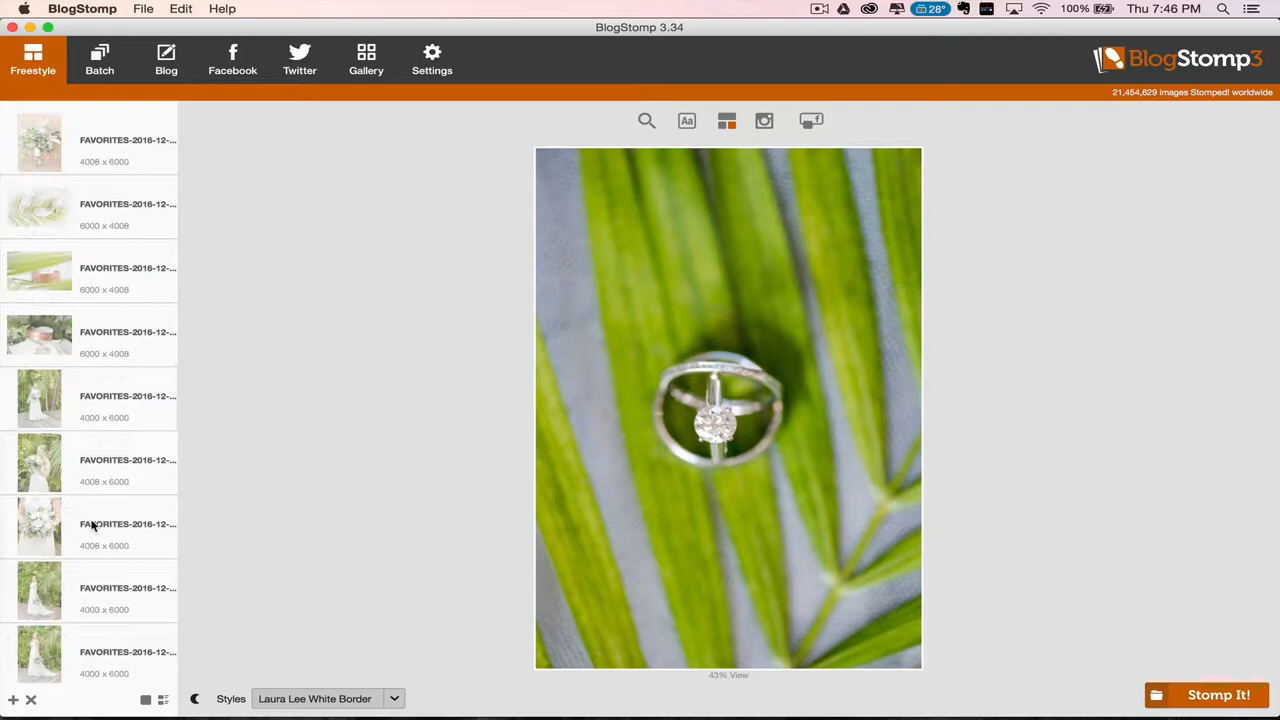 BlogStomp File Edit Help
28° 100% Thu 7:46 PM
BlogStomp 3.34
Freestyle Batch Blog Facebook Twitter Gallery Settings
BlogStomp3
21,454,629 images Stomped! worldwide
Aa
FAVORITES-2016-12-...
4008 x 6000
FAVORITES-2016-12-...
6000 x 4008
FAVORITES-2016-12-...
6000 x 4008
FAVORITES-2016-12-...
6000 x 4008
FAVORITES-2016-12-...
4000 x 6000
FAVORITES-2016-12-...
4008 x 6000
FAVORITES-2016-12-...
4008 x 6000
FAVORITES-2016-12-...
4000 x 6000
FAVORITES-2016-12-...
4000 x 6000
43% View
Styles Laura Lee White Border Stomp It!